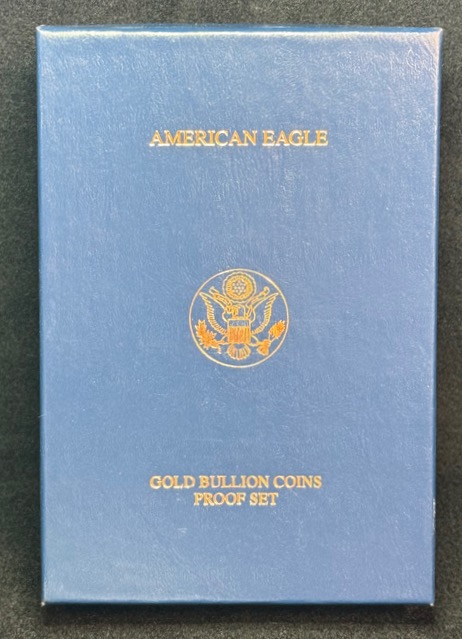 AMERICAN EAGLE
GOLD BULLION COINS
PROOF SET